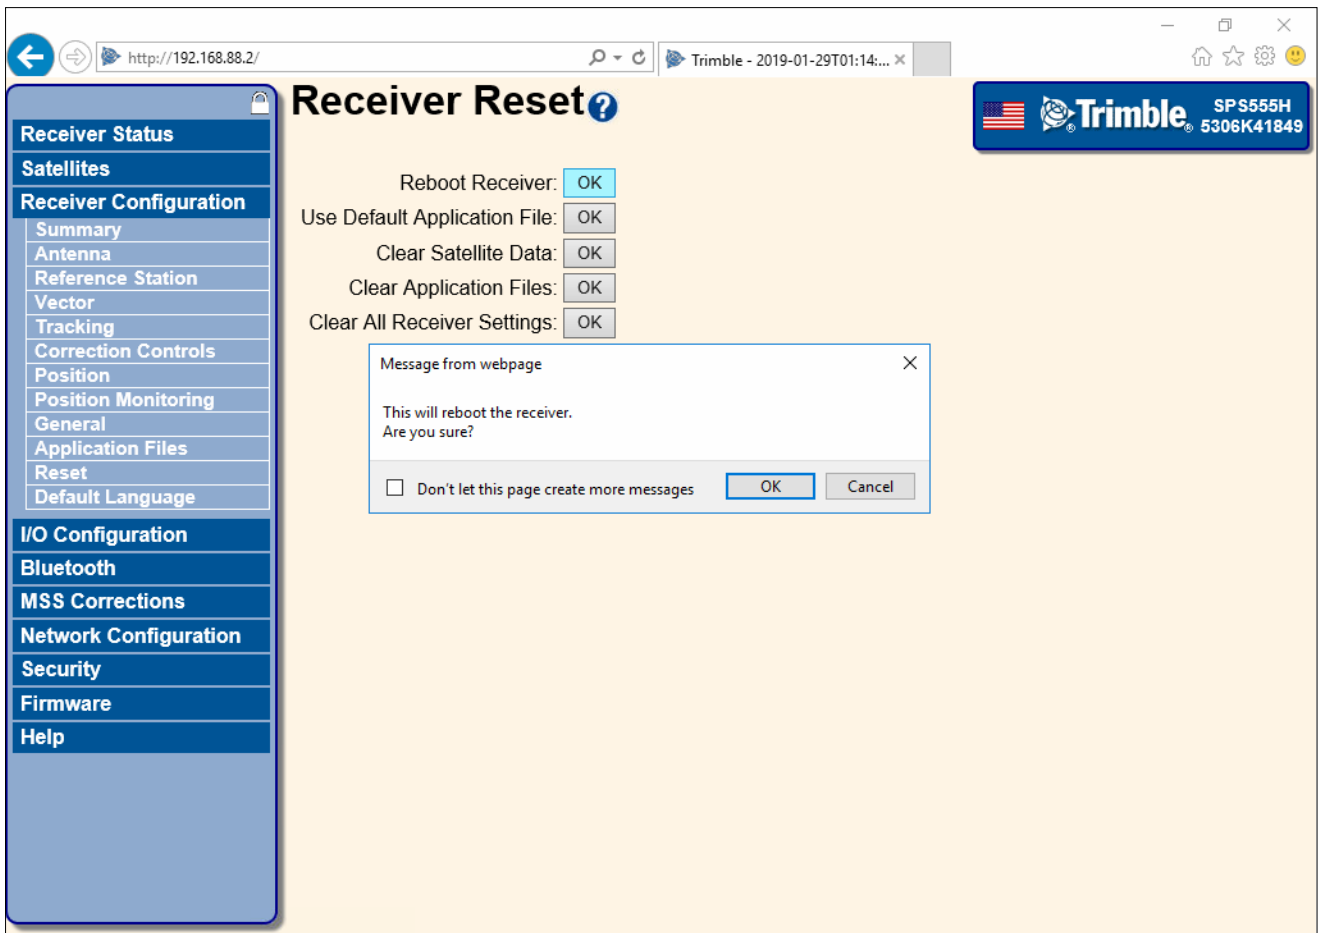 http://192.168.88.2/
Trimble - 2019-01-29T01:14:...
Receiver Reset
?
Trimble
SPS555H
5306K41849
Receiver Status
Satellites
Receiver Configuration
Summary
Antenna
Reference Station
Vector
Tracking
Correction Controls
Position
Position Monitoring
General
Application Files
Reset
Default Language
I/O Configuration
Bluetooth
MSS Corrections
Network Configuration
Security
Firmware
Help
Reboot Receiver: OK
Use Default Application File: OK
Clear Satellite Data: OK
Clear Application Files: OK
Clear All Receiver Settings: OK
Message from webpage
This will reboot the receiver.
Are you sure?
Don't let this page create more messages
OK
Cancel